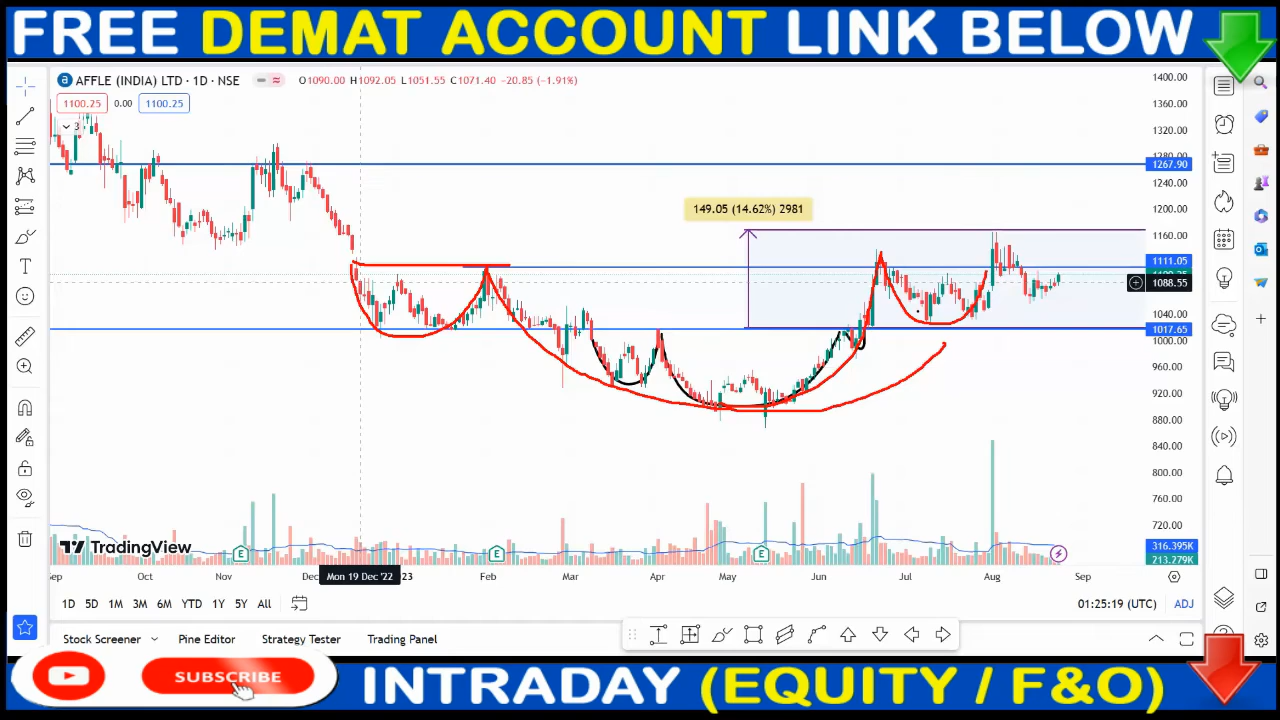 FREE DEMAT ACCOUNT LINK BELOW
AFFLE (INDIA) LTD · 1D · NSE O1090.00 H1092.05 L1051.55 C1071.40 -20.85 (-1.91%)
1100.25 0.00 1100.25
3
1400.00
1360.00
1320.00
1280.00
1267.90
1240.00
1200.00
149.05 (14.62%) 2981
1160.00
1111.05
1088.55
1040.00
1017.65
1000.00
960.00
920.00
880.00
840.00
800.00
760.00
720.00
TradingView
E E E
316.395K
213.279K
Sep Oct Nov Dec Mon 19 Dec '22 23 Feb Mar Apr May Jun Jul Aug Sep
1D 5D 1M 3M 6M YTD 1Y 5Y All 01:25:19 (UTC) ADJ
Stock Screener Pine Editor Strategy Tester Trading Panel
SUBSCRIBE
INTRADAY (EQUITY / F&O)